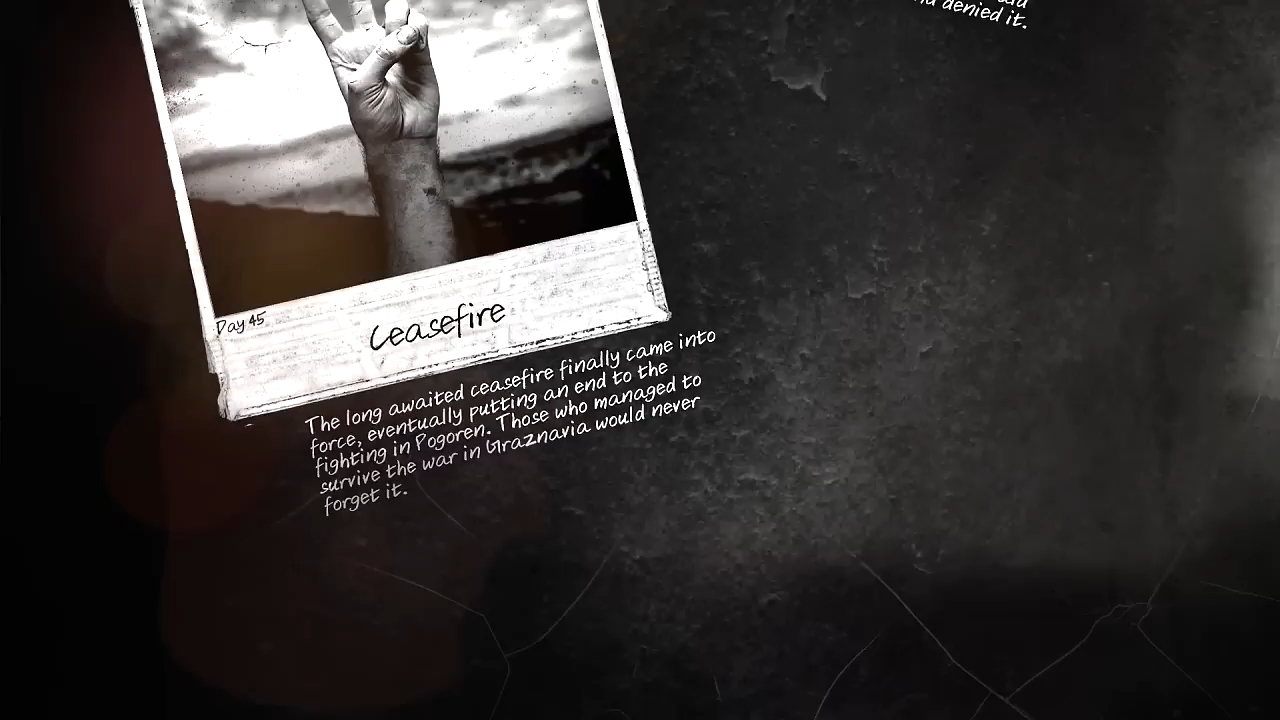 denied it.
Day 45
Ceasefire
The long awaited ceasefire finally came into
force, eventually putting an end to the
fighting in Pogoren. Those who managed to
survive the war in Graznavia would never
forget it.